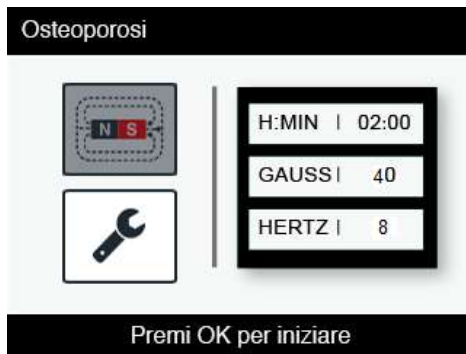 Osteoporosi
N S
H:MIN | 02:00
GAUSS | 40
HERTZ | 8
Premi OK per iniziare